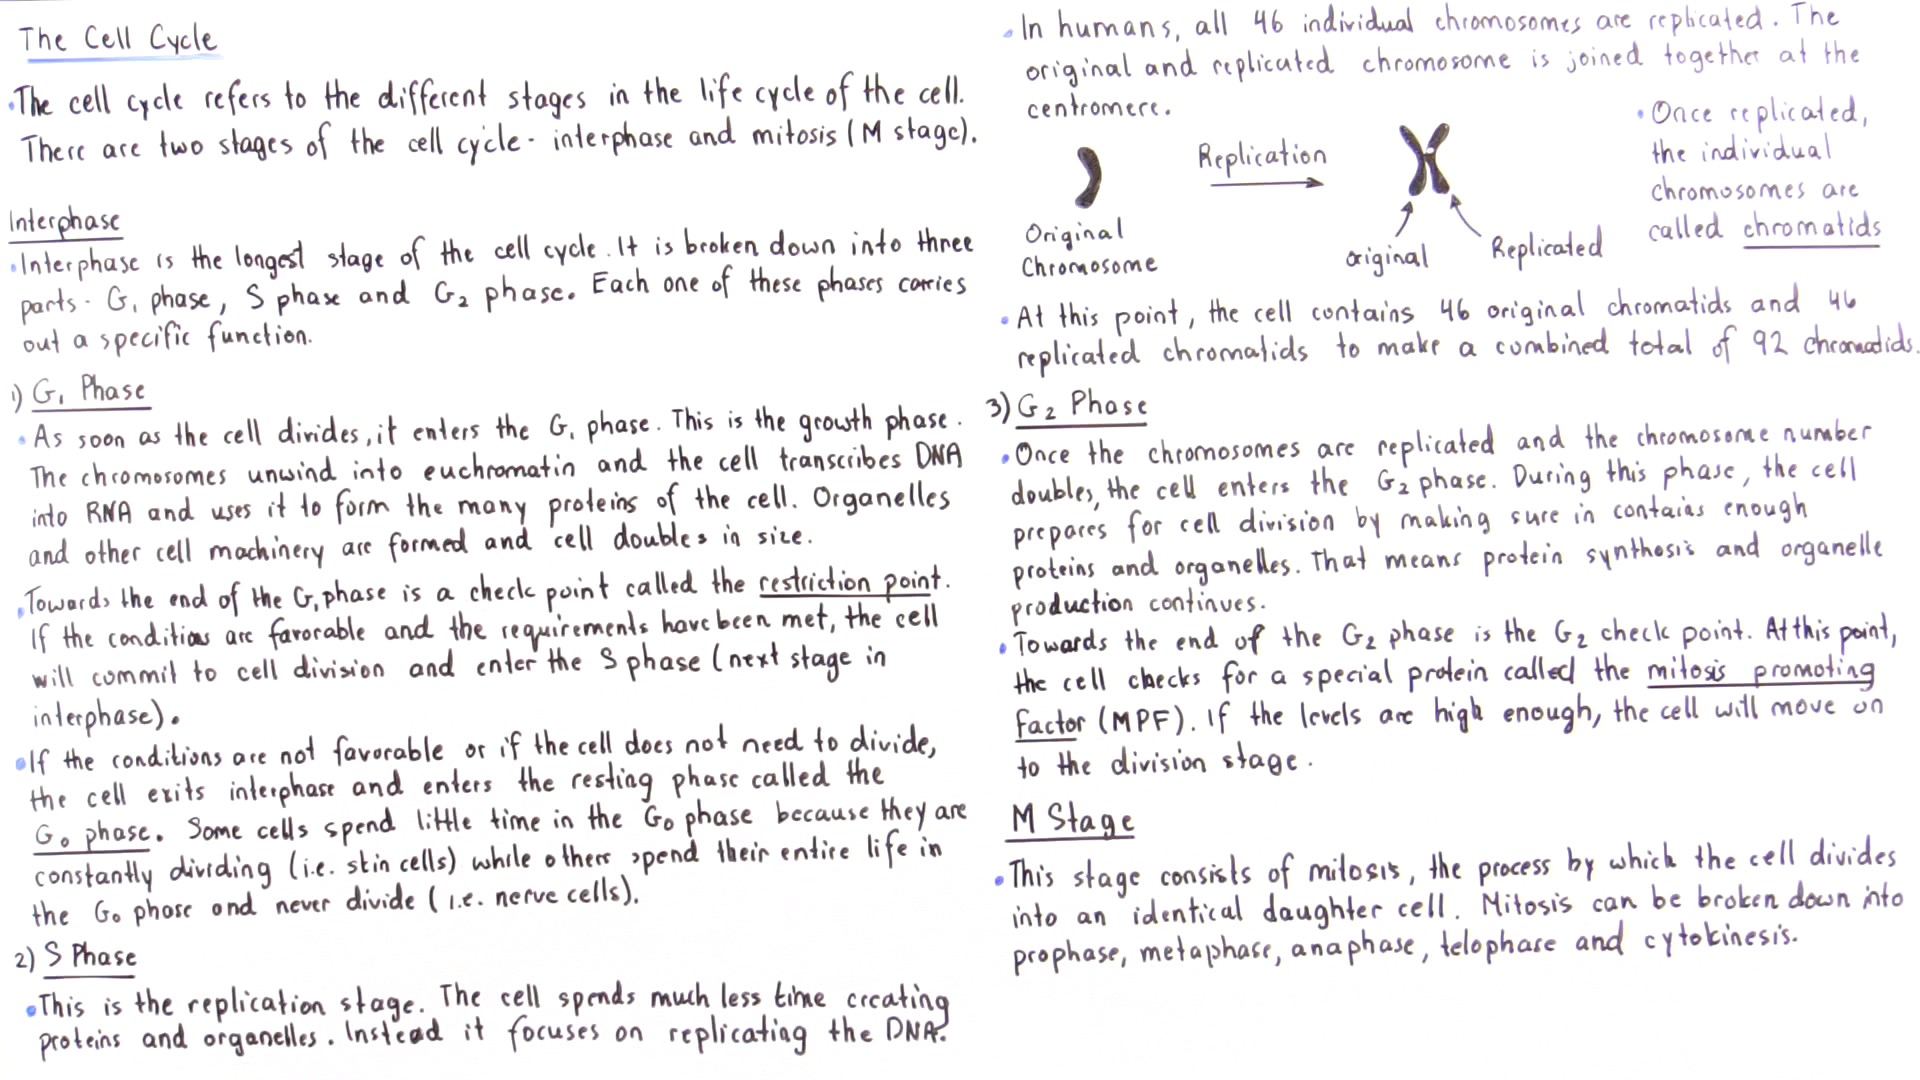 The Cell Cycle
•The cell cycle refers to the different stages in the life cycle of the cell.
There are two stages of the cell cycle - interphase and mitosis (M stage).
Interphase
•Interphase is the longest stage of the cell cycle. It is broken down into three
parts - G₁ phase, S phase and G₂ phase. Each one of these phases carries
out a specific function.
1) G₁ Phase
•As soon as the cell divides, it enters the G₁ phase. This is the growth phase.
The chromosomes unwind into euchromatin and the cell transcribes DNA
into RNA and uses it to form the many proteins of the cell. Organelles
and other cell machinery are formed and cell doubles in size.
•Towards the end of the G₁ phase is a check point called the restriction point.
If the conditions are favorable and the requirements have been met, the cell
will commit to cell division and enter the S phase (next stage in
interphase).
•If the conditions are not favorable or if the cell does not need to divide,
the cell exits interphase and enters the resting phase called the
G₀ phase. Some cells spend little time in the G₀ phase because they are
constantly dividing (i.e. skin cells) while others spend their entire life in
the G₀ phase and never divide (i.e. nerve cells).
2) S Phase
•This is the replication stage. The cell spends much less time creating
proteins and organelles. Instead it focuses on replicating the DNA.
•In humans, all 46 individual chromosomes are replicated. The
original and replicated chromosome is joined together at the
centromere.
Original
Chromosome
Replication
original
Replicated
•Once replicated,
the individual
chromosomes are
called chromatids
•At this point, the cell contains 46 original chromatids and 46
replicated chromatids to make a combined total of 92 chromatids.
3) G₂ Phase
•Once the chromosomes are replicated and the chromosome number
doubles, the cell enters the G₂ phase. During this phase, the cell
prepares for cell division by making sure in contains enough
proteins and organelles. That means protein synthesis and organelle
production continues.
•Towards the end of the G₂ phase is the G₂ check point. At this point,
the cell checks for a special protein called the mitosis promoting
factor (MPF). If the levels are high enough, the cell will move on
to the division stage.
M Stage
•This stage consists of mitosis, the process by which the cell divides
into an identical daughter cell. Mitosis can be broken down into
prophase, metaphase, anaphase, telophase and cytokinesis.